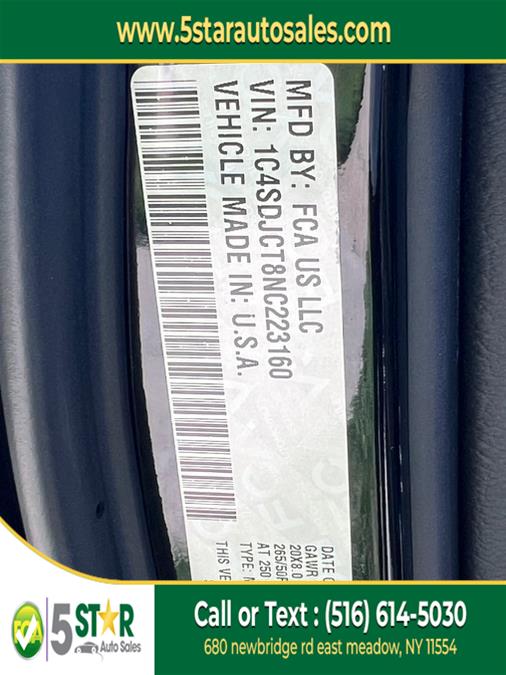 www.5starautosales.com
MFD BY: FCA US LLC
VIN: 1C4SDJCT8NC223160
VEHICLE MADE IN: U.S.A.
DATE O
GAWR
20X8.0
265/50R
AT 250
TYPE: M
THIS VE
FCA
5 STAR
Auto Sales
Call or Text : (516) 614-5030
680 newbridge rd east meadow, NY 11554